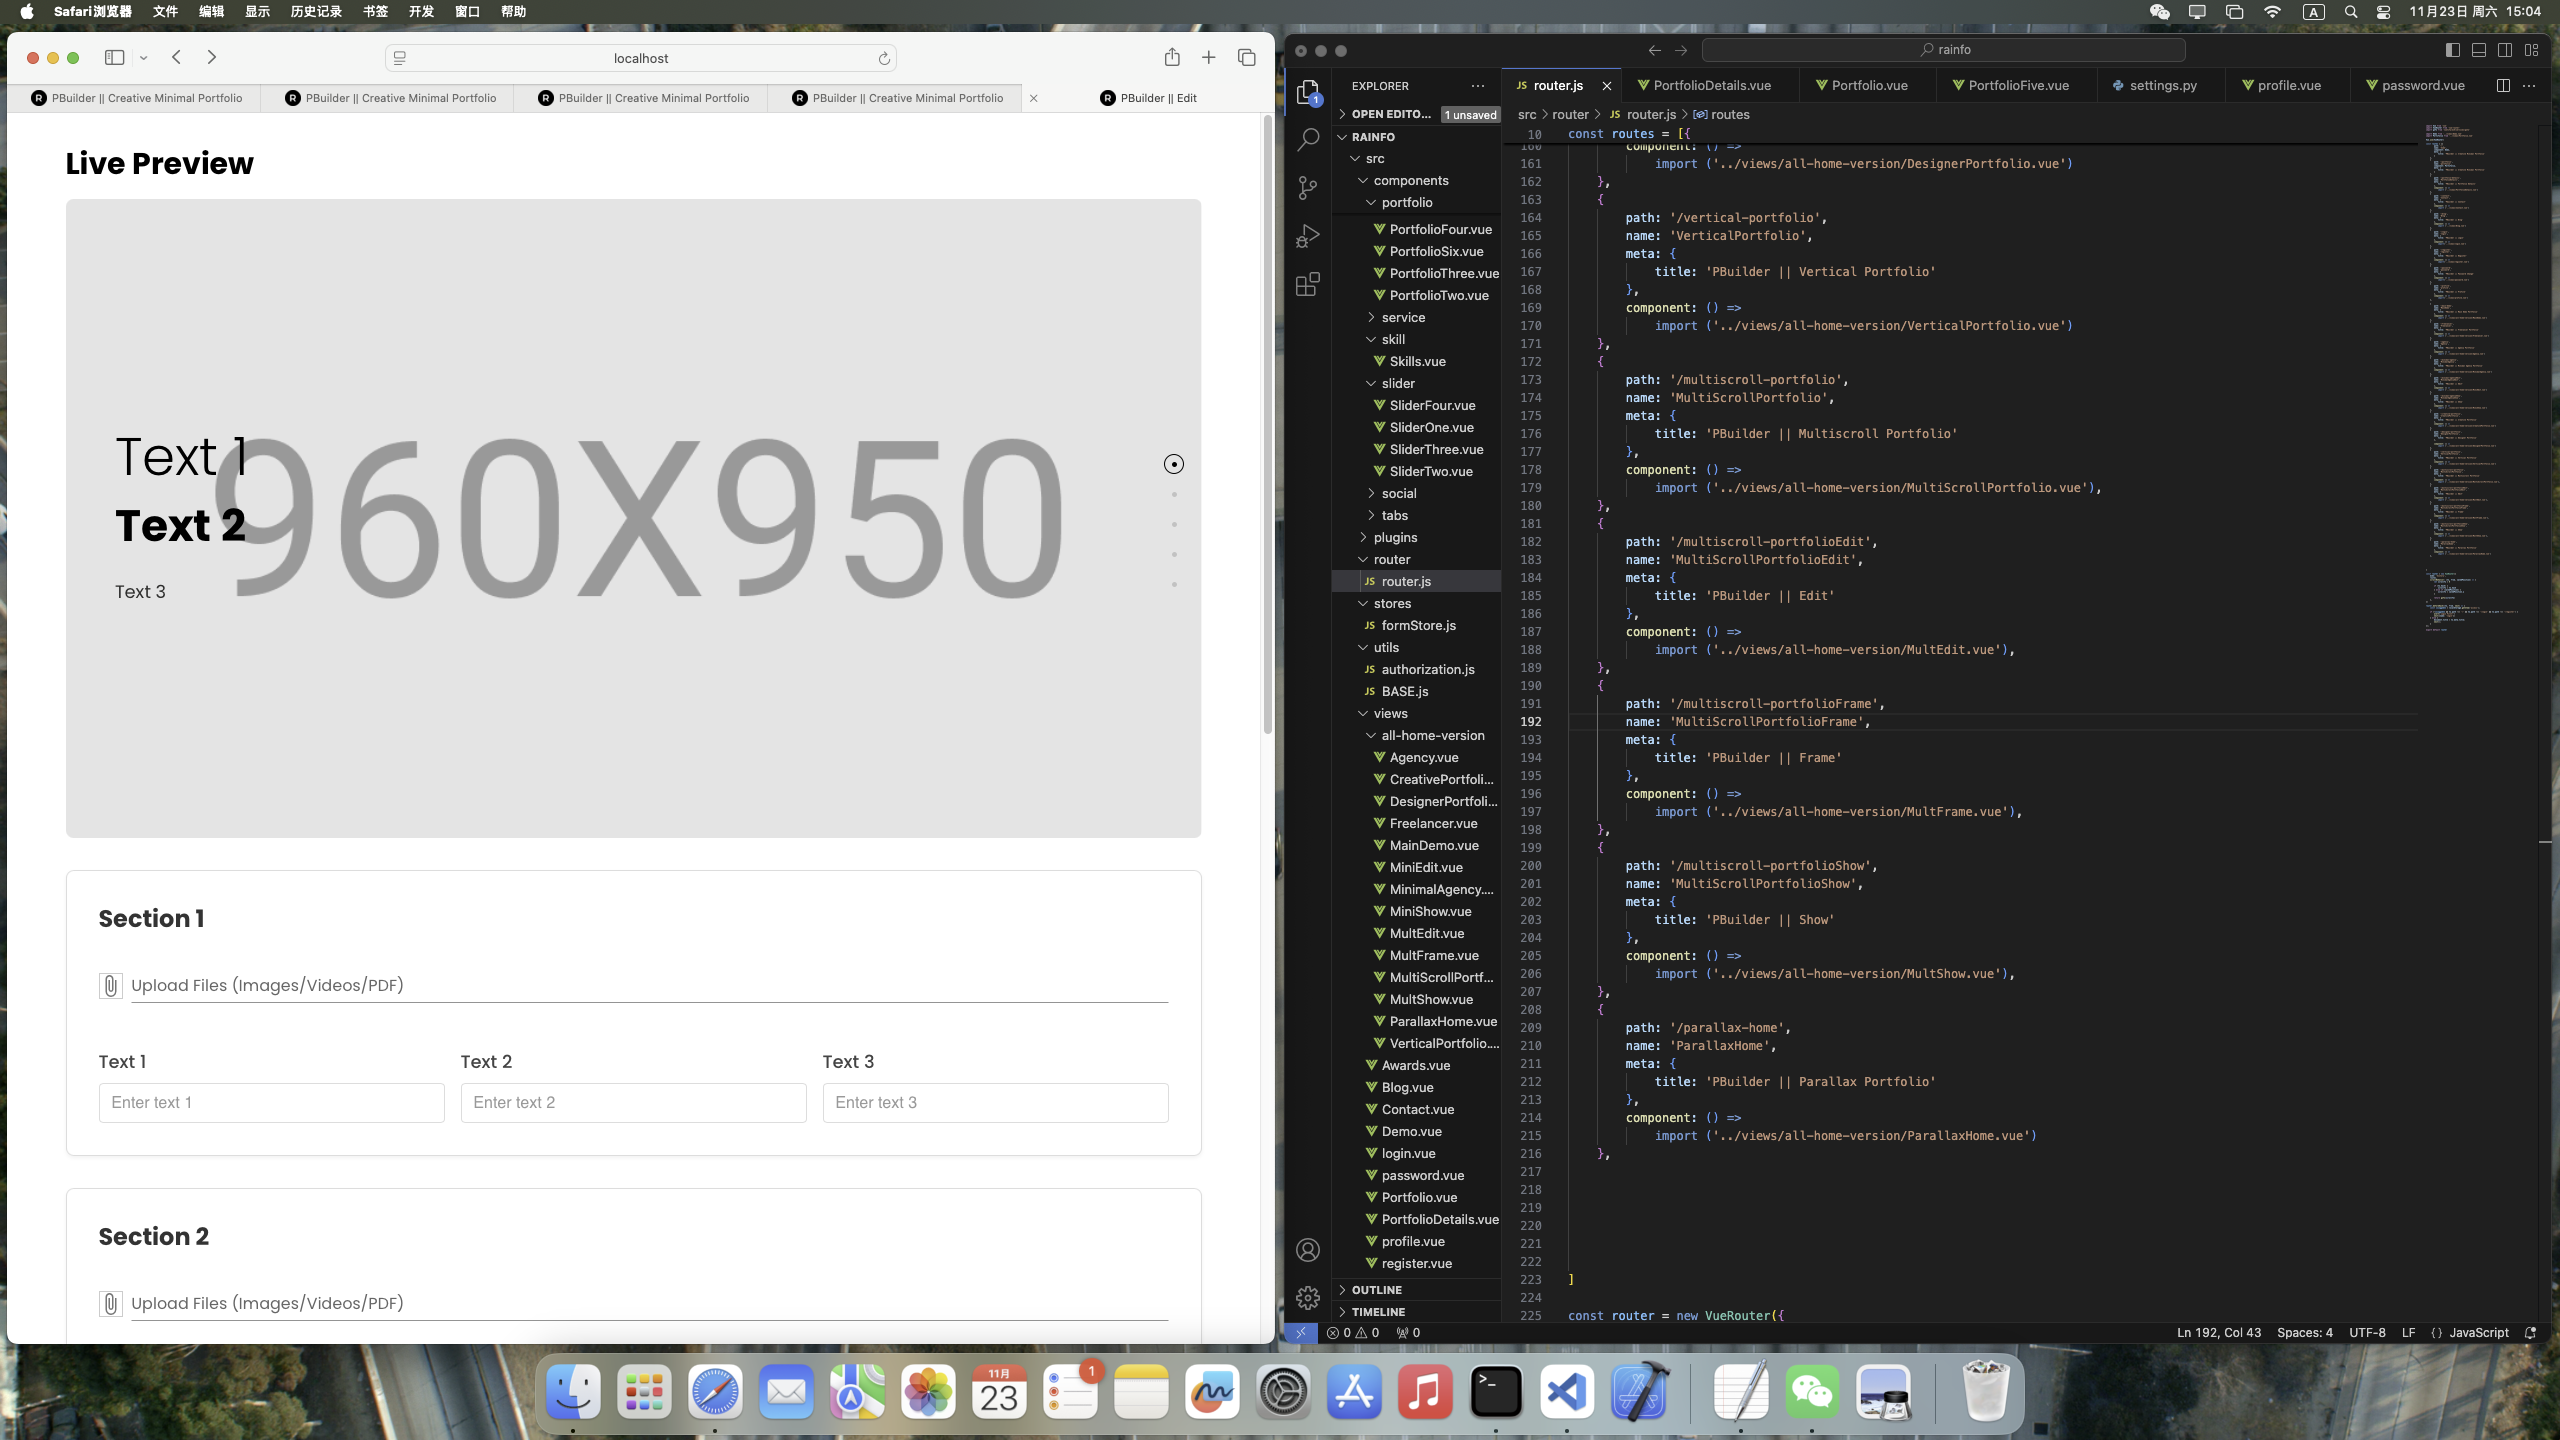 Safari浏览器 文件 编辑 显示 历史记录 书签 开发 窗口 帮助
A 11月23日 周六 15:04
localhost
PBuilder || Creative Minimal Portfolio
PBuilder || Creative Minimal Portfolio
PBuilder || Creative Minimal Portfolio
PBuilder || Creative Minimal Portfolio
PBuilder || Edit
Live Preview
960X950
Text 1
Text 2
Text 3
Section 1
Upload Files (Images/Videos/PDF)
Text 1 Text 2 Text 3
Enter text 1 Enter text 2 Enter text 3
Section 2
Upload Files (Images/Videos/PDF)
rainfo
EXPLORER
OPEN EDITO... 1 unsaved
RAINFO
src
components
portfolio
PortfolioFour.vue
PortfolioSix.vue
PortfolioThree.vue
PortfolioTwo.vue
service
skill
Skills.vue
slider
SliderFour.vue
SliderOne.vue
SliderThree.vue
SliderTwo.vue
social
tabs
plugins
router
JS router.js
stores
JS formStore.js
utils
JS authorization.js
JS BASE.js
views
all-home-version
Agency.vue
CreativePortfoli...
DesignerPortfoli...
Freelancer.vue
MainDemo.vue
MiniEdit.vue
MinimalAgency....
MiniShow.vue
MultEdit.vue
MultFrame.vue
MultiScrollPortf...
MultShow.vue
ParallaxHome.vue
VerticalPortfolio....
Awards.vue
Blog.vue
Contact.vue
Demo.vue
login.vue
password.vue
Portfolio.vue
PortfolioDetails.vue
profile.vue
register.vue
OUTLINE
TIMELINE
JS router.js PortfolioDetails.vue Portfolio.vue PortfolioFive.vue settings.py profile.vue password.vue
src > router > JS router.js > routes
10 const routes = [{
160 component: () =>
161 import ('../views/all-home-version/DesignerPortfolio.vue')
162 },
163 {
164 path: '/vertical-portfolio',
165 name: 'VerticalPortfolio',
166 meta: {
167 title: 'PBuilder || Vertical Portfolio'
168 },
169 component: () =>
170 import ('../views/all-home-version/VerticalPortfolio.vue')
171 },
172 {
173 path: '/multiscroll-portfolio',
174 name: 'MultiScrollPortfolio',
175 meta: {
176 title: 'PBuilder || Multiscroll Portfolio'
177 },
178 component: () =>
179 import ('../views/all-home-version/MultiScrollPortfolio.vue'),
180 },
181 {
182 path: '/multiscroll-portfolioEdit',
183 name: 'MultiScrollPortfolioEdit',
184 meta: {
185 title: 'PBuilder || Edit'
186 },
187 component: () =>
188 import ('../views/all-home-version/MultEdit.vue'),
189 },
190 {
191 path: '/multiscroll-portfolioFrame',
192 name: 'MultiScrollPortfolioFrame',
193 meta: {
194 title: 'PBuilder || Frame'
195 },
196 component: () =>
197 import ('../views/all-home-version/MultFrame.vue'),
198 },
199 {
200 path: '/multiscroll-portfolioShow',
201 name: 'MultiScrollPortfolioShow',
202 meta: {
203 title: 'PBuilder || Show'
204 },
205 component: () =>
206 import ('../views/all-home-version/MultShow.vue'),
207 },
208 {
209 path: '/parallax-home',
210 name: 'ParallaxHome',
211 meta: {
212 title: 'PBuilder || Parallax Portfolio'
213 },
214 component: () =>
215 import ('../views/all-home-version/ParallaxHome.vue')
216 },
217
218
219
220
221
222
223 ]
224
225 const router = new VueRouter({
0 0 0 Ln 192, Col 43 Spaces: 4 UTF-8 LF {} JavaScript
11月
23
1